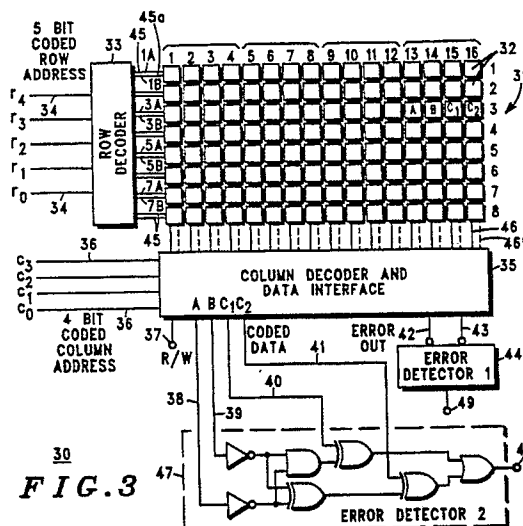 45a
45
1A
5 BIT
CODED
ROW
ADDRESS
33
1 2 3 4 5 6 7 8 9 10 11 12 13 14 15 16
32
ROW DECODER
1B
3A
3B
5A
5B
7A
7B
45
r4
34
r3
r2
r1
r0
34
A B C1 C2
1
2
3
4
5
6
7
8
46
35
36
c3
c2
c1
c0
36
4 BIT
CODED
COLUMN
ADDRESS
COLUMN DECODER AND
DATA INTERFACE
A B C1 C2
37
R/W
CODED
DATA
ERROR
OUT
42
43
41
40
38
39
ERROR
DETECTOR 1
44
49
30
FIG.3
47
ERROR DETECTOR 2